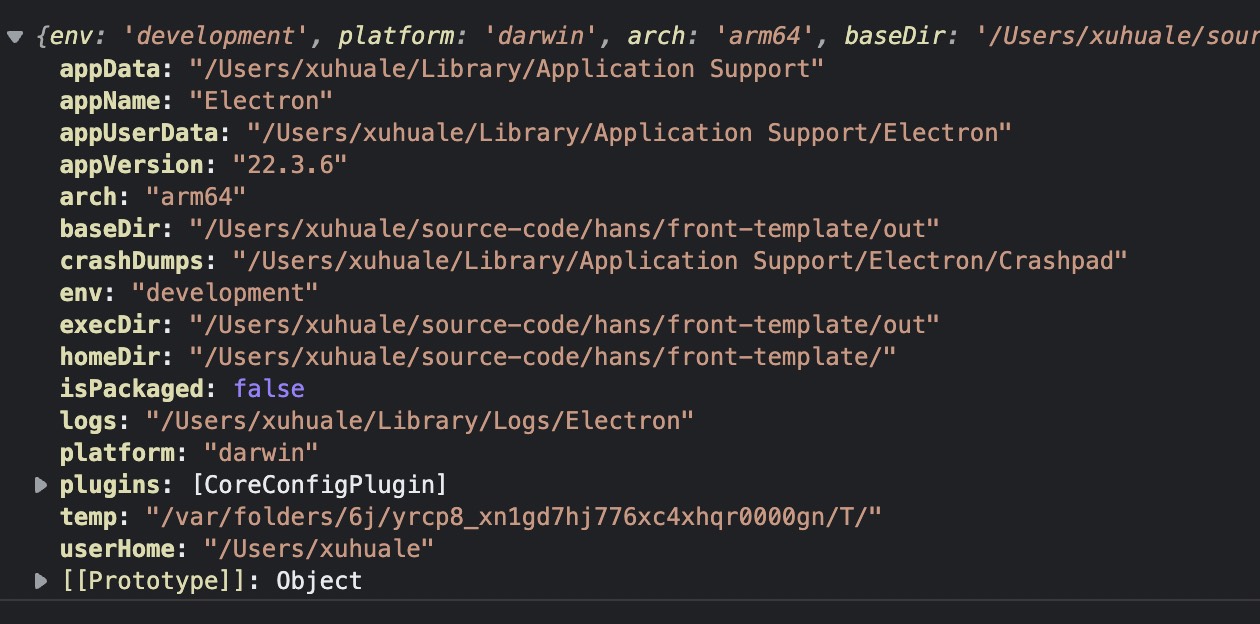 {env: 'development', platform: 'darwin', arch: 'arm64', baseDir: '/Users/xuhuale/sour
appData: "/Users/xuhuale/Library/Application Support"
appName: "Electron"
appUserData: "/Users/xuhuale/Library/Application Support/Electron"
appVersion: "22.3.6"
arch: "arm64"
baseDir: "/Users/xuhuale/source-code/hans/front-template/out"
crashDumps: "/Users/xuhuale/Library/Application Support/Electron/Crashpad"
env: "development"
execDir: "/Users/xuhuale/source-code/hans/front-template/out"
homeDir: "/Users/xuhuale/source-code/hans/front-template/"
isPackaged: false
logs: "/Users/xuhuale/Library/Logs/Electron"
platform: "darwin"
plugins: [CoreConfigPlugin]
temp: "/var/folders/6j/yrcp8_xn1gd7hj776xc4xhqr0000gn/T/"
userHome: "/Users/xuhuale"
[[Prototype]]: Object